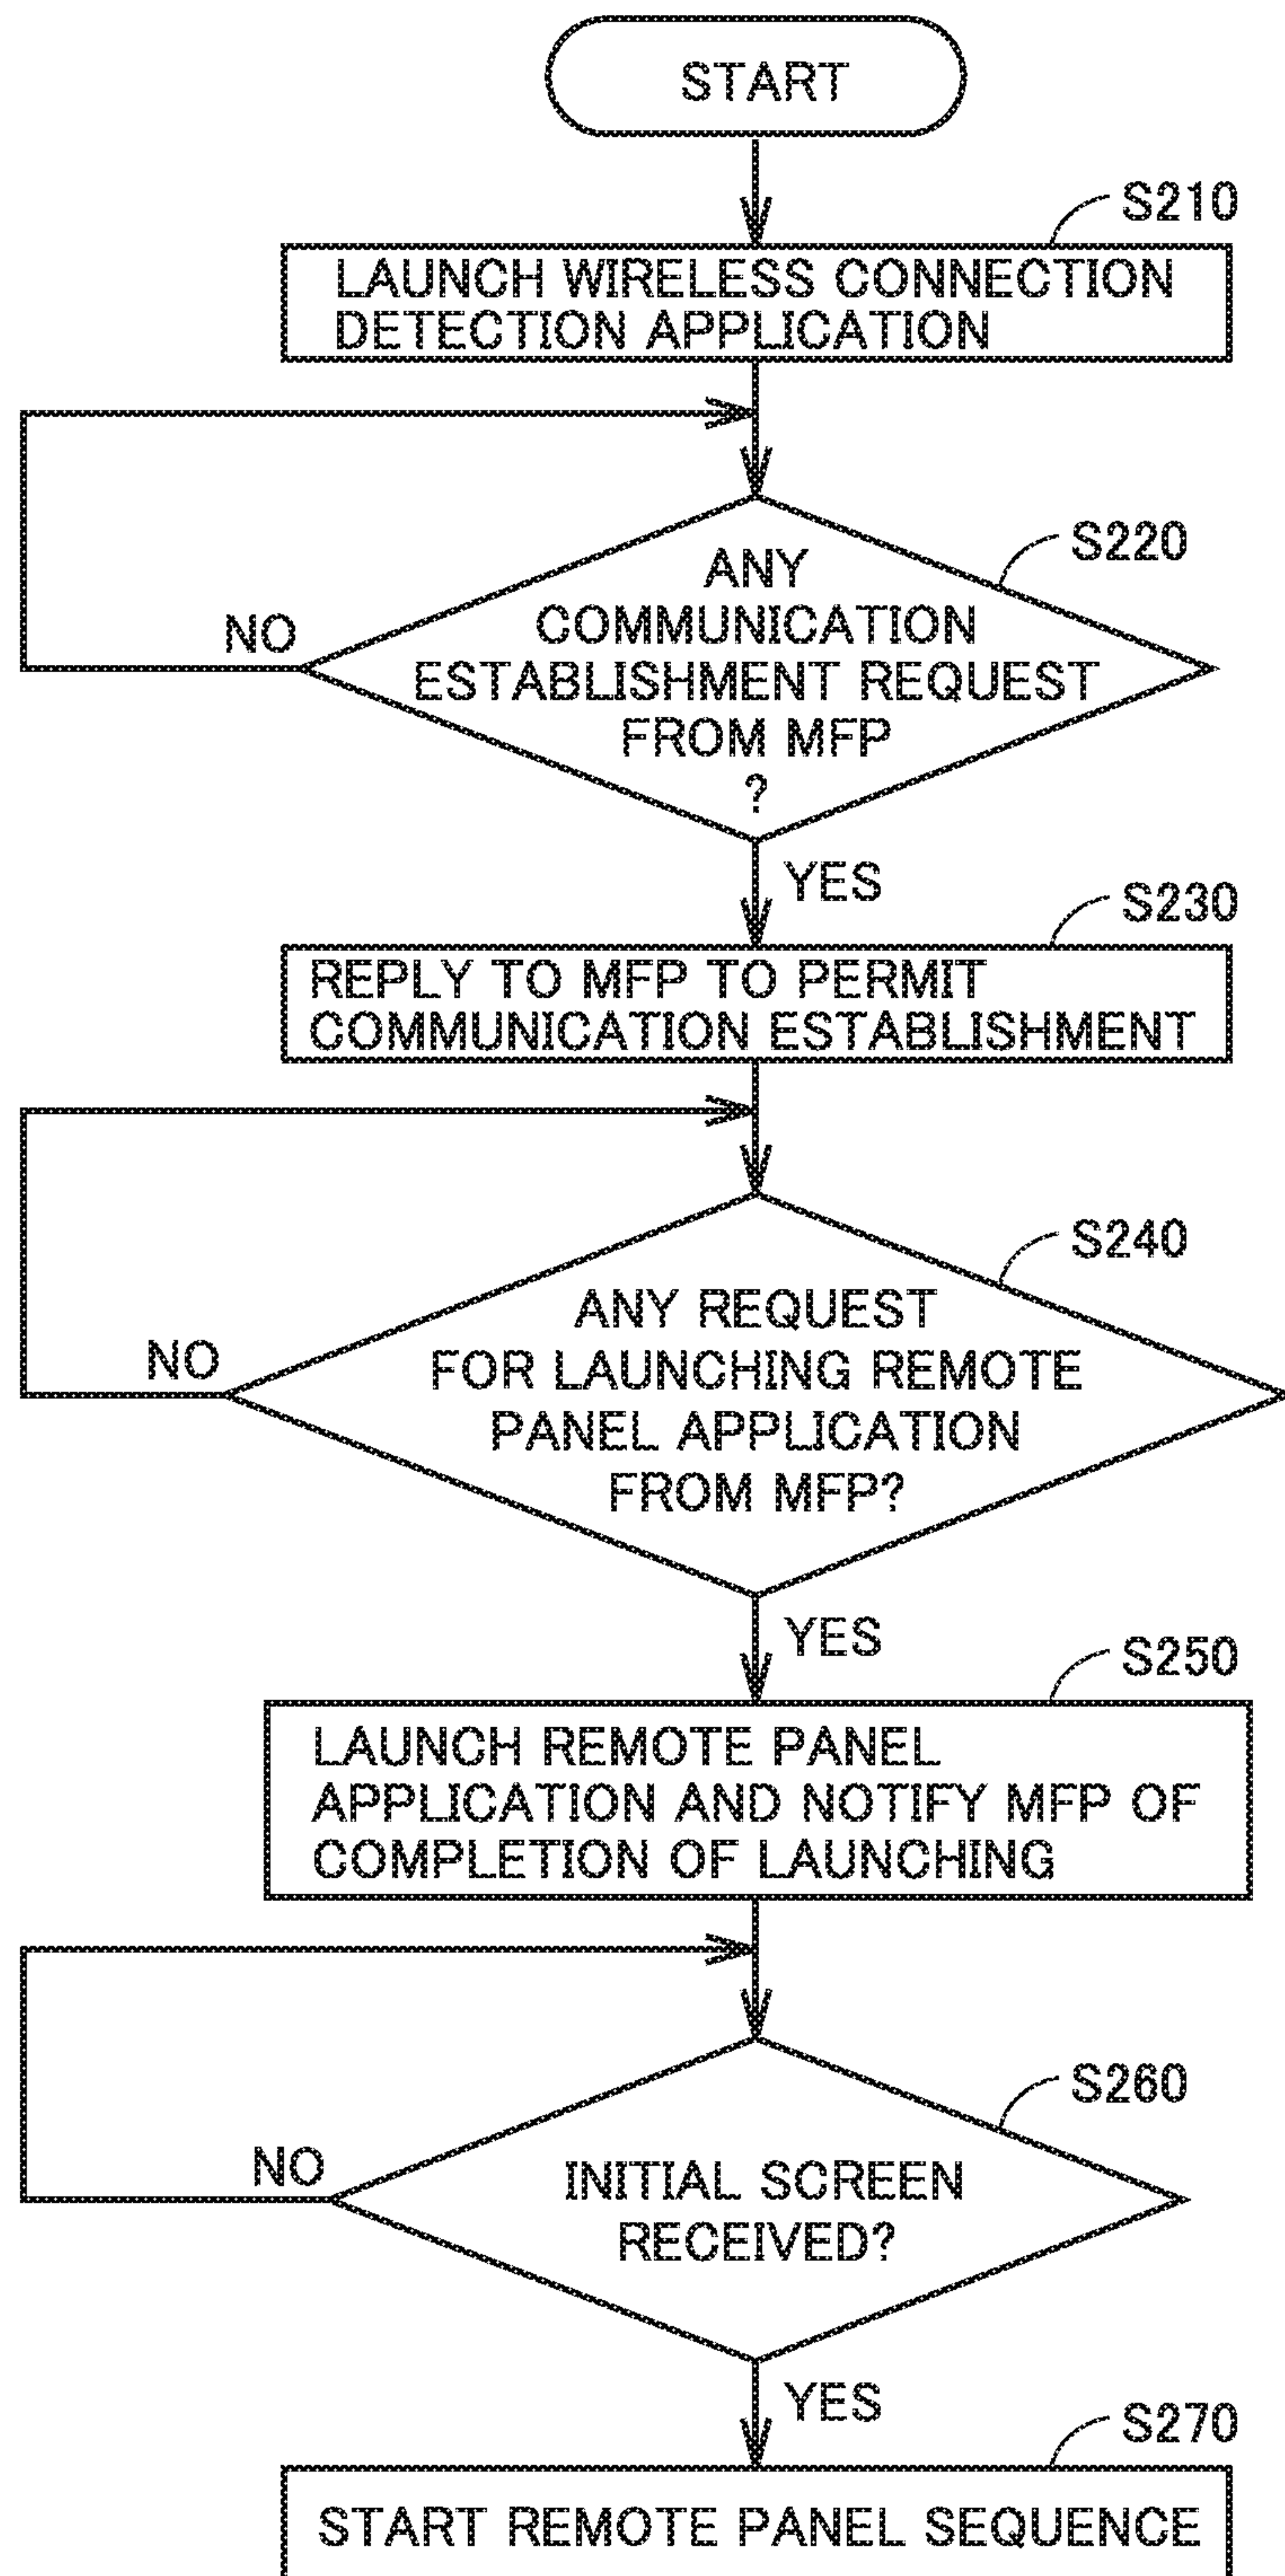 START
S210
LAUNCH WIRELESS CONNECTION
DETECTION APPLICATION
S220
ANY
COMMUNICATION
ESTABLISHMENT REQUEST
FROM MFP
?
NO
YES
S230
REPLY TO MFP TO PERMIT
COMMUNICATION ESTABLISHMENT
S240
ANY REQUEST
FOR LAUNCHING REMOTE
PANEL APPLICATION
FROM MFP?
NO
YES
S250
LAUNCH REMOTE PANEL
APPLICATION AND NOTIFY MFP OF
COMPLETION OF LAUNCHING
S260
INITIAL SCREEN
RECEIVED?
NO
YES
S270
START REMOTE PANEL SEQUENCE